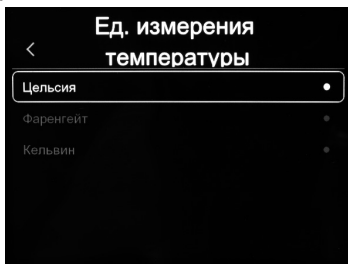 Ед. измерения
температуры
Цельсия
Фаренгейт
Кельвин